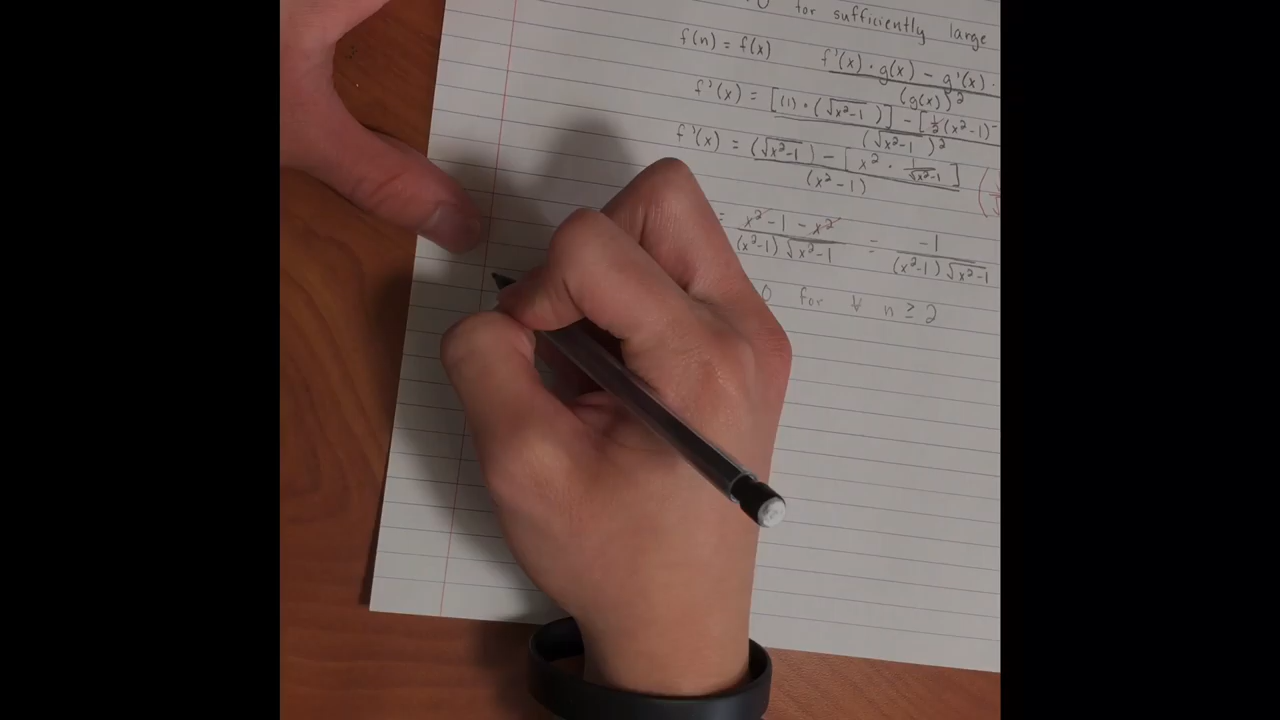 for sufficiently large
f(n) = f(x) f'(x) · g(x) - g'(x) ·
(g(x))²
f'(x) = [(1) · (√x²-1)] - [½(x²-1)⁻
(√x²-1)²
f'(x) = (√x²-1) - [x² · 1/√x²-1]
(x²-1)
= x²-1-x² / (x²-1)√x²-1 = -1 / (x²-1)√x²-1
0 for ∀ n ≥ 2